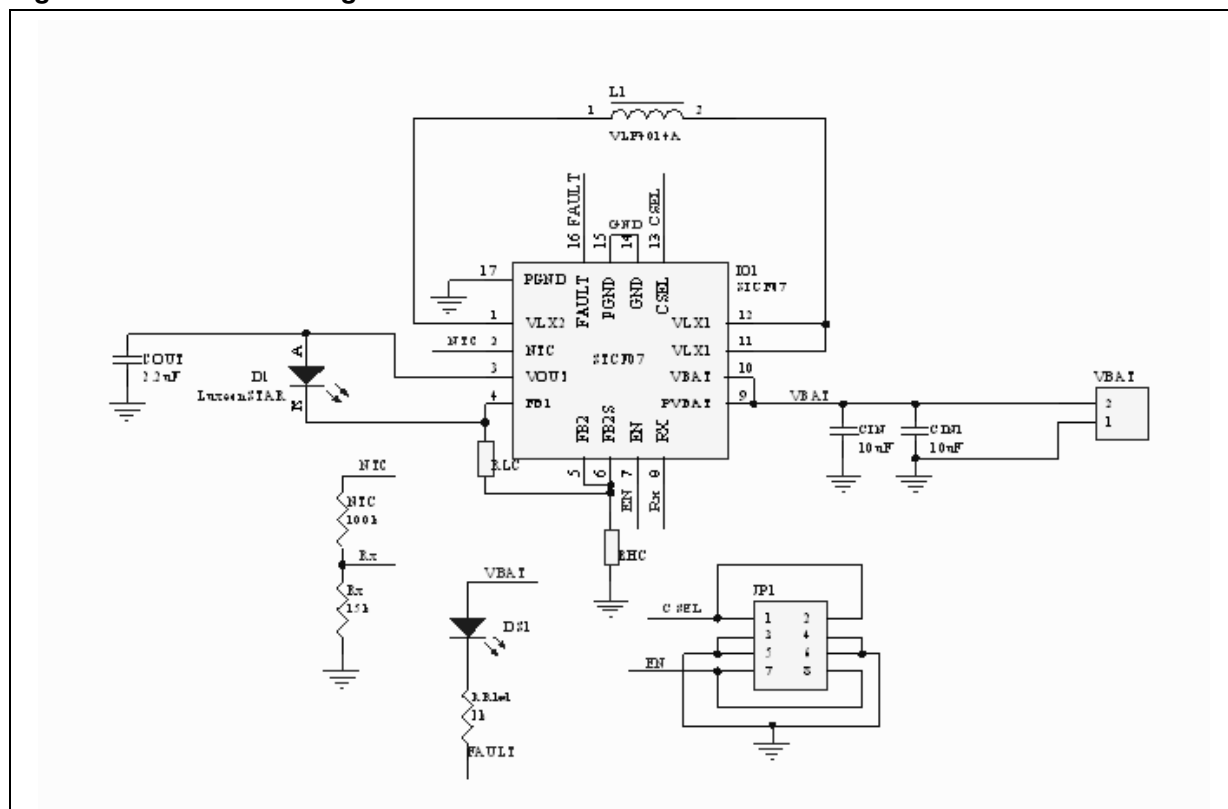 L1
1 2
VLF4014A
16 FAULT
15
GND
14
13 CSEL
IO1
STCF07
17 PGND
FAULT
PGND
GND
CSEL
1 VLX2
VLX1 12
NTC 2 NTC
VLX1 11
STCF07
3 VOUT
VBAT 10
4 FB1
PVBAT 9
VBAT
VBAT
2
1
COUT
2.2uF
A
D1
LuxeonSTAR
K
FB2
FB2S
EN
RX
CIN
10uF
CIN1
10uF
RLC
5
6
EN 7
Rx 8
NTC
NTC
100k
Rx
Rx
15k
RHC
VBAT
DS1
RRled
1k
FAULT
JP1
CSEL
1 2
3 4
5 6
EN
7 8